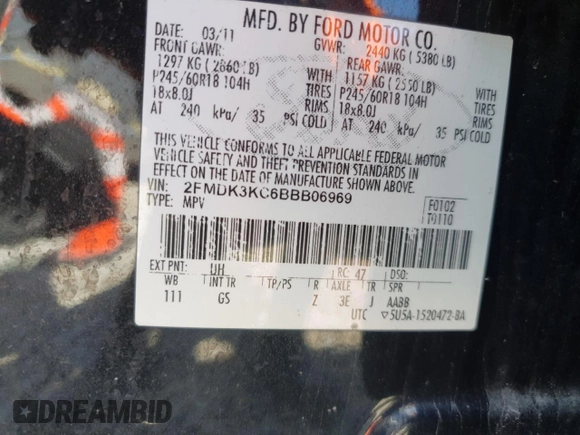 MFD. BY FORD MOTOR CO.
DATE: 03/11 GVWR: 2440 KG (5380 LB)
FRONT GAWR: REAR GAWR:
1297 KG (2860 LB) WITH 1157 KG (2550 LB) WITH
P245/60R18 104H TIRES P245/60R18 104H TIRES
18x8.0J RIMS 18x8.0J RIMS
AT 240 kPa/ 35 PSI COLD AT 240 kPa/ 35 PSI COLD
THIS VEHICLE CONFORMS TO ALL APPLICABLE FEDERAL MOTOR
VEHICLE SAFETY AND THEFT PREVENTION STANDARDS IN
EFFECT ON THE DATE OF MANUFACTURE SHOWN ABOVE.
VIN: 2FMDK3KC6BBB06969 F0102
TYPE: MPV T0110
EXT PNT: UH RC: 47 DSO:
WB INT TR TP/PS R AXLE TR SPR
111 GS Z 3E J AABB
UTC ▽5U5A-1520472-BA
DREAMBID